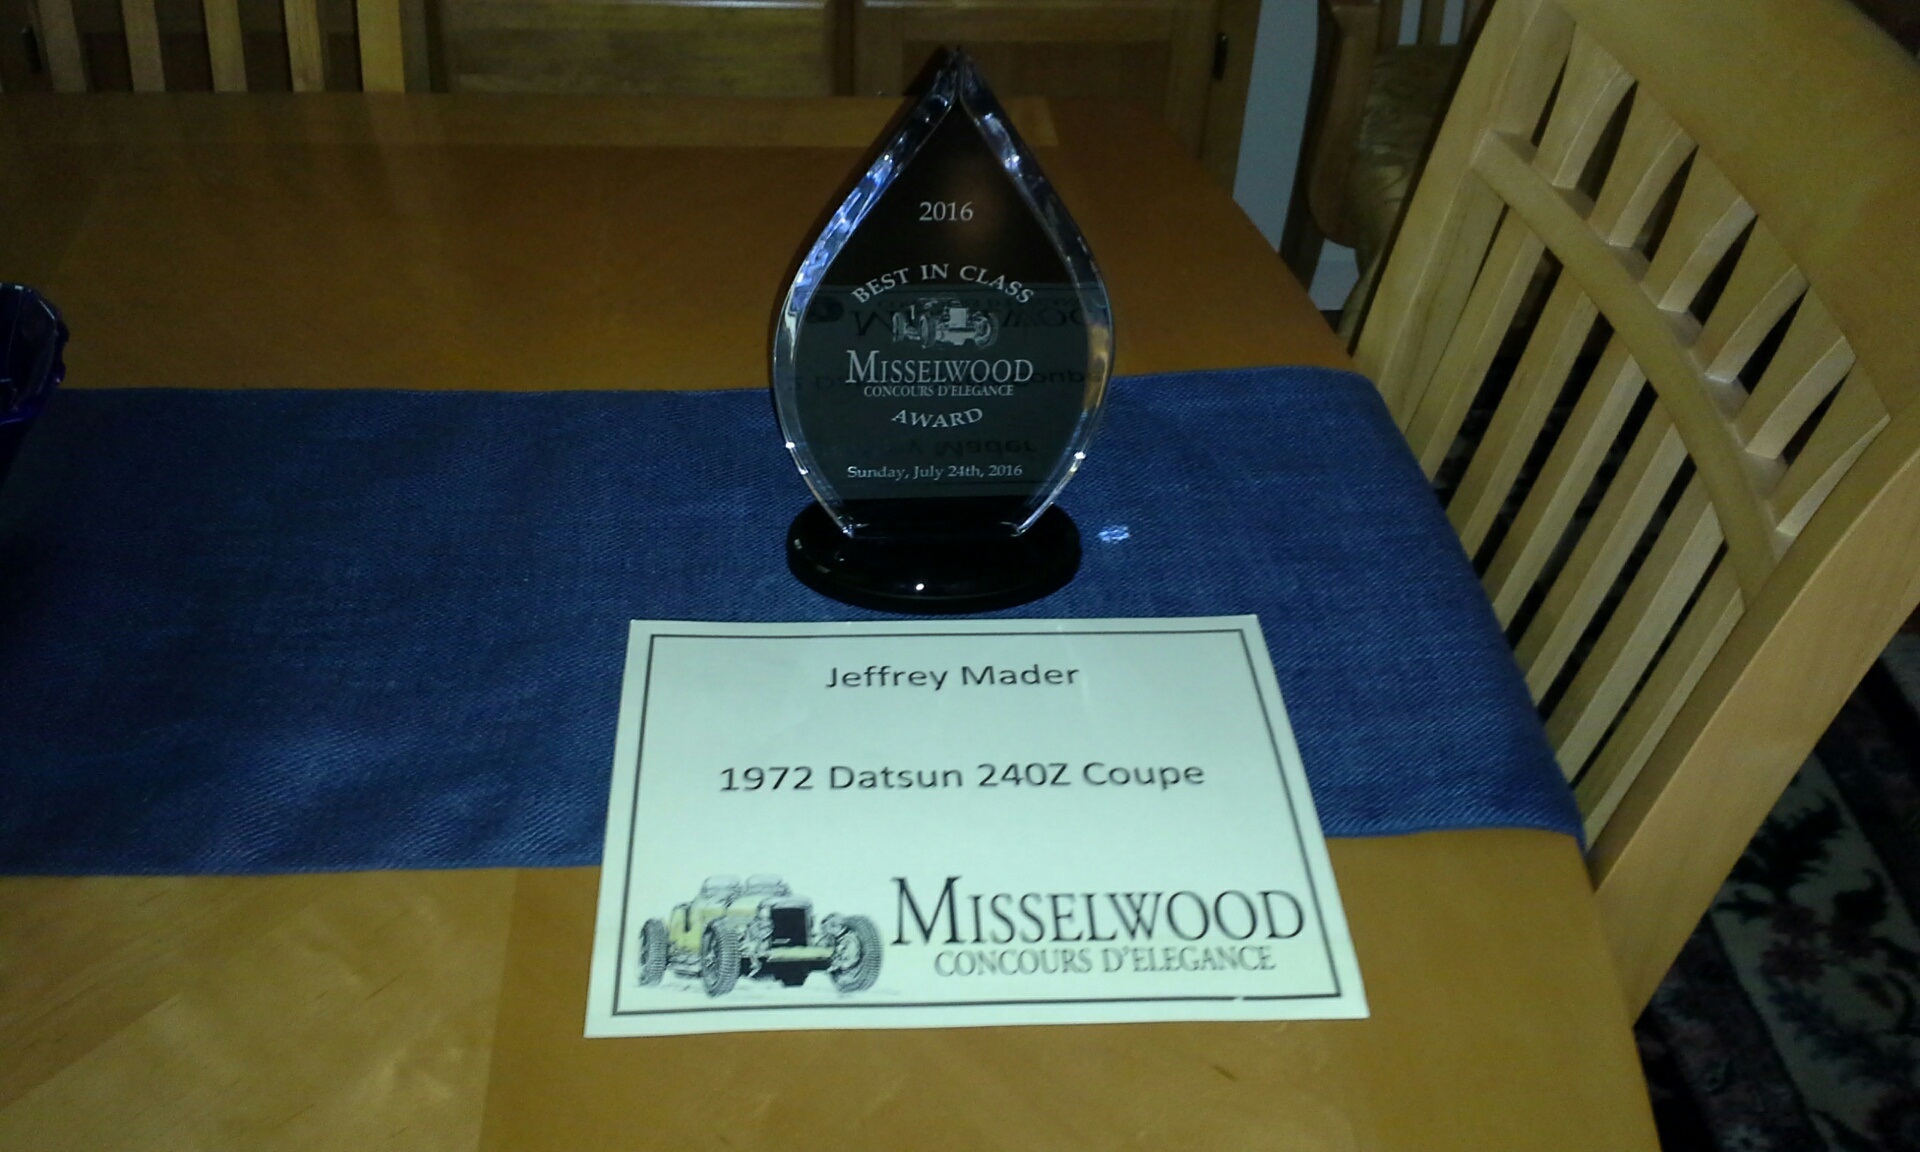 2016
BEST IN CLASS
MISSELWOOD
CONCOURS D'ELEGANCE
AWARD
Sunday, July 24th, 2016
Jeffrey Mader
1972 Datsun 240Z Coupe
MISSELWOOD
CONCOURS D'ELEGANCE